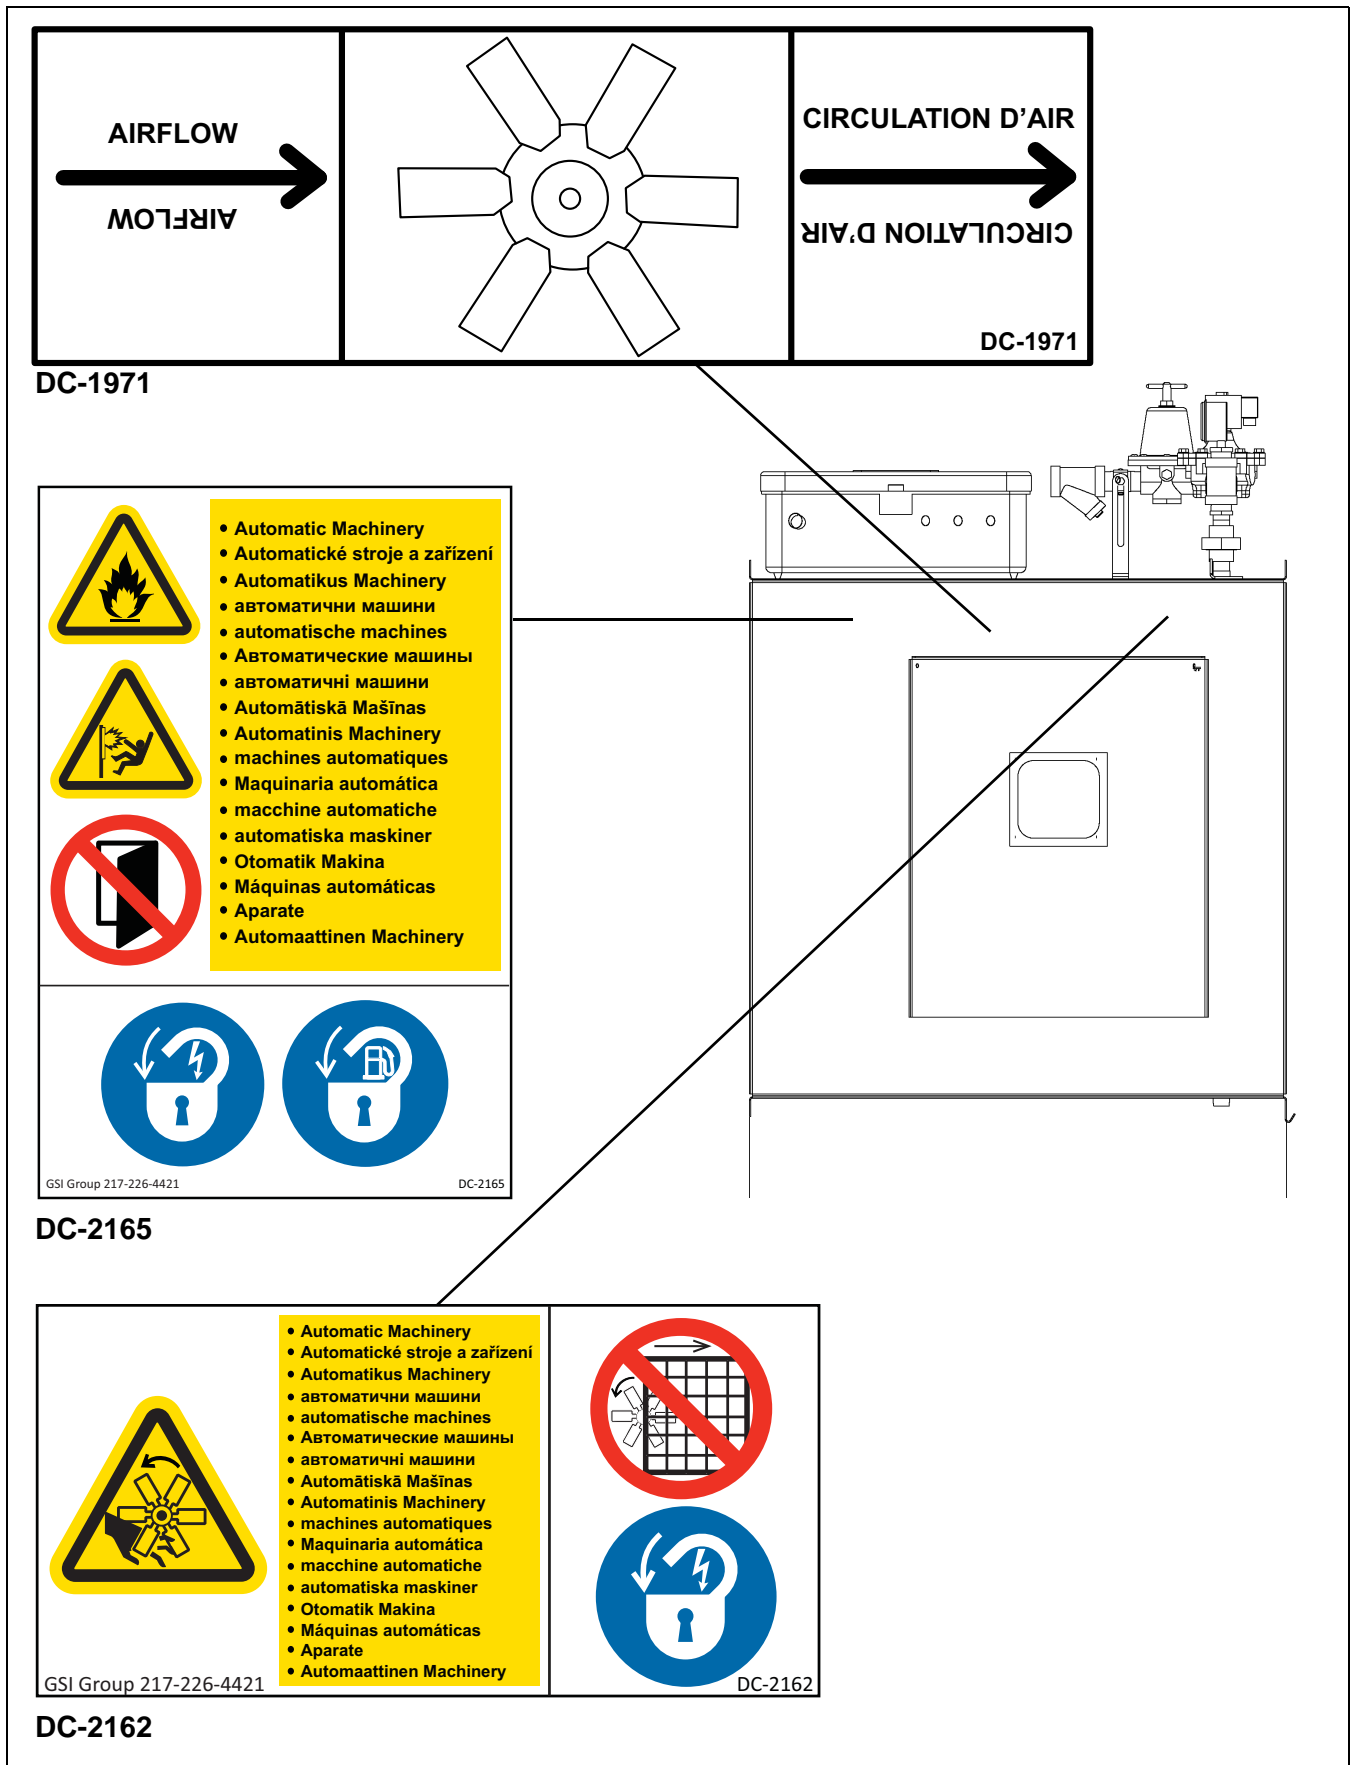 AIRFLOW
AIRFLOW
CIRCULATION D’AIR
CIRCULATION D’AIR
DC-1971
DC-1971
• Automatic Machinery
• Automatické stroje a zařízení
• Automatikus Machinery
• автоматични машини
• automatische machines
• Автоматические машины
• автоматичні машини
• Automātiskā Mašīnas
• Automatinis Machinery
• machines automatiques
• Maquinaria automática
• macchine automatiche
• automatiska maskiner
• Otomatik Makina
• Máquinas automáticas
• Aparate
• Automaattinen Machinery
GSI Group 217-226-4421
DC-2165
DC-2165
• Automatic Machinery
• Automatické stroje a zařízení
• Automatikus Machinery
• автоматични машини
• automatische machines
• Автоматические машины
• автоматичні машини
• Automātiskā Mašīnas
• Automatinis Machinery
• machines automatiques
• Maquinaria automática
• macchine automatiche
• automatiska maskiner
• Otomatik Makina
• Máquinas automáticas
• Aparate
• Automaattinen Machinery
GSI Group 217-226-4421
DC-2162
DC-2162